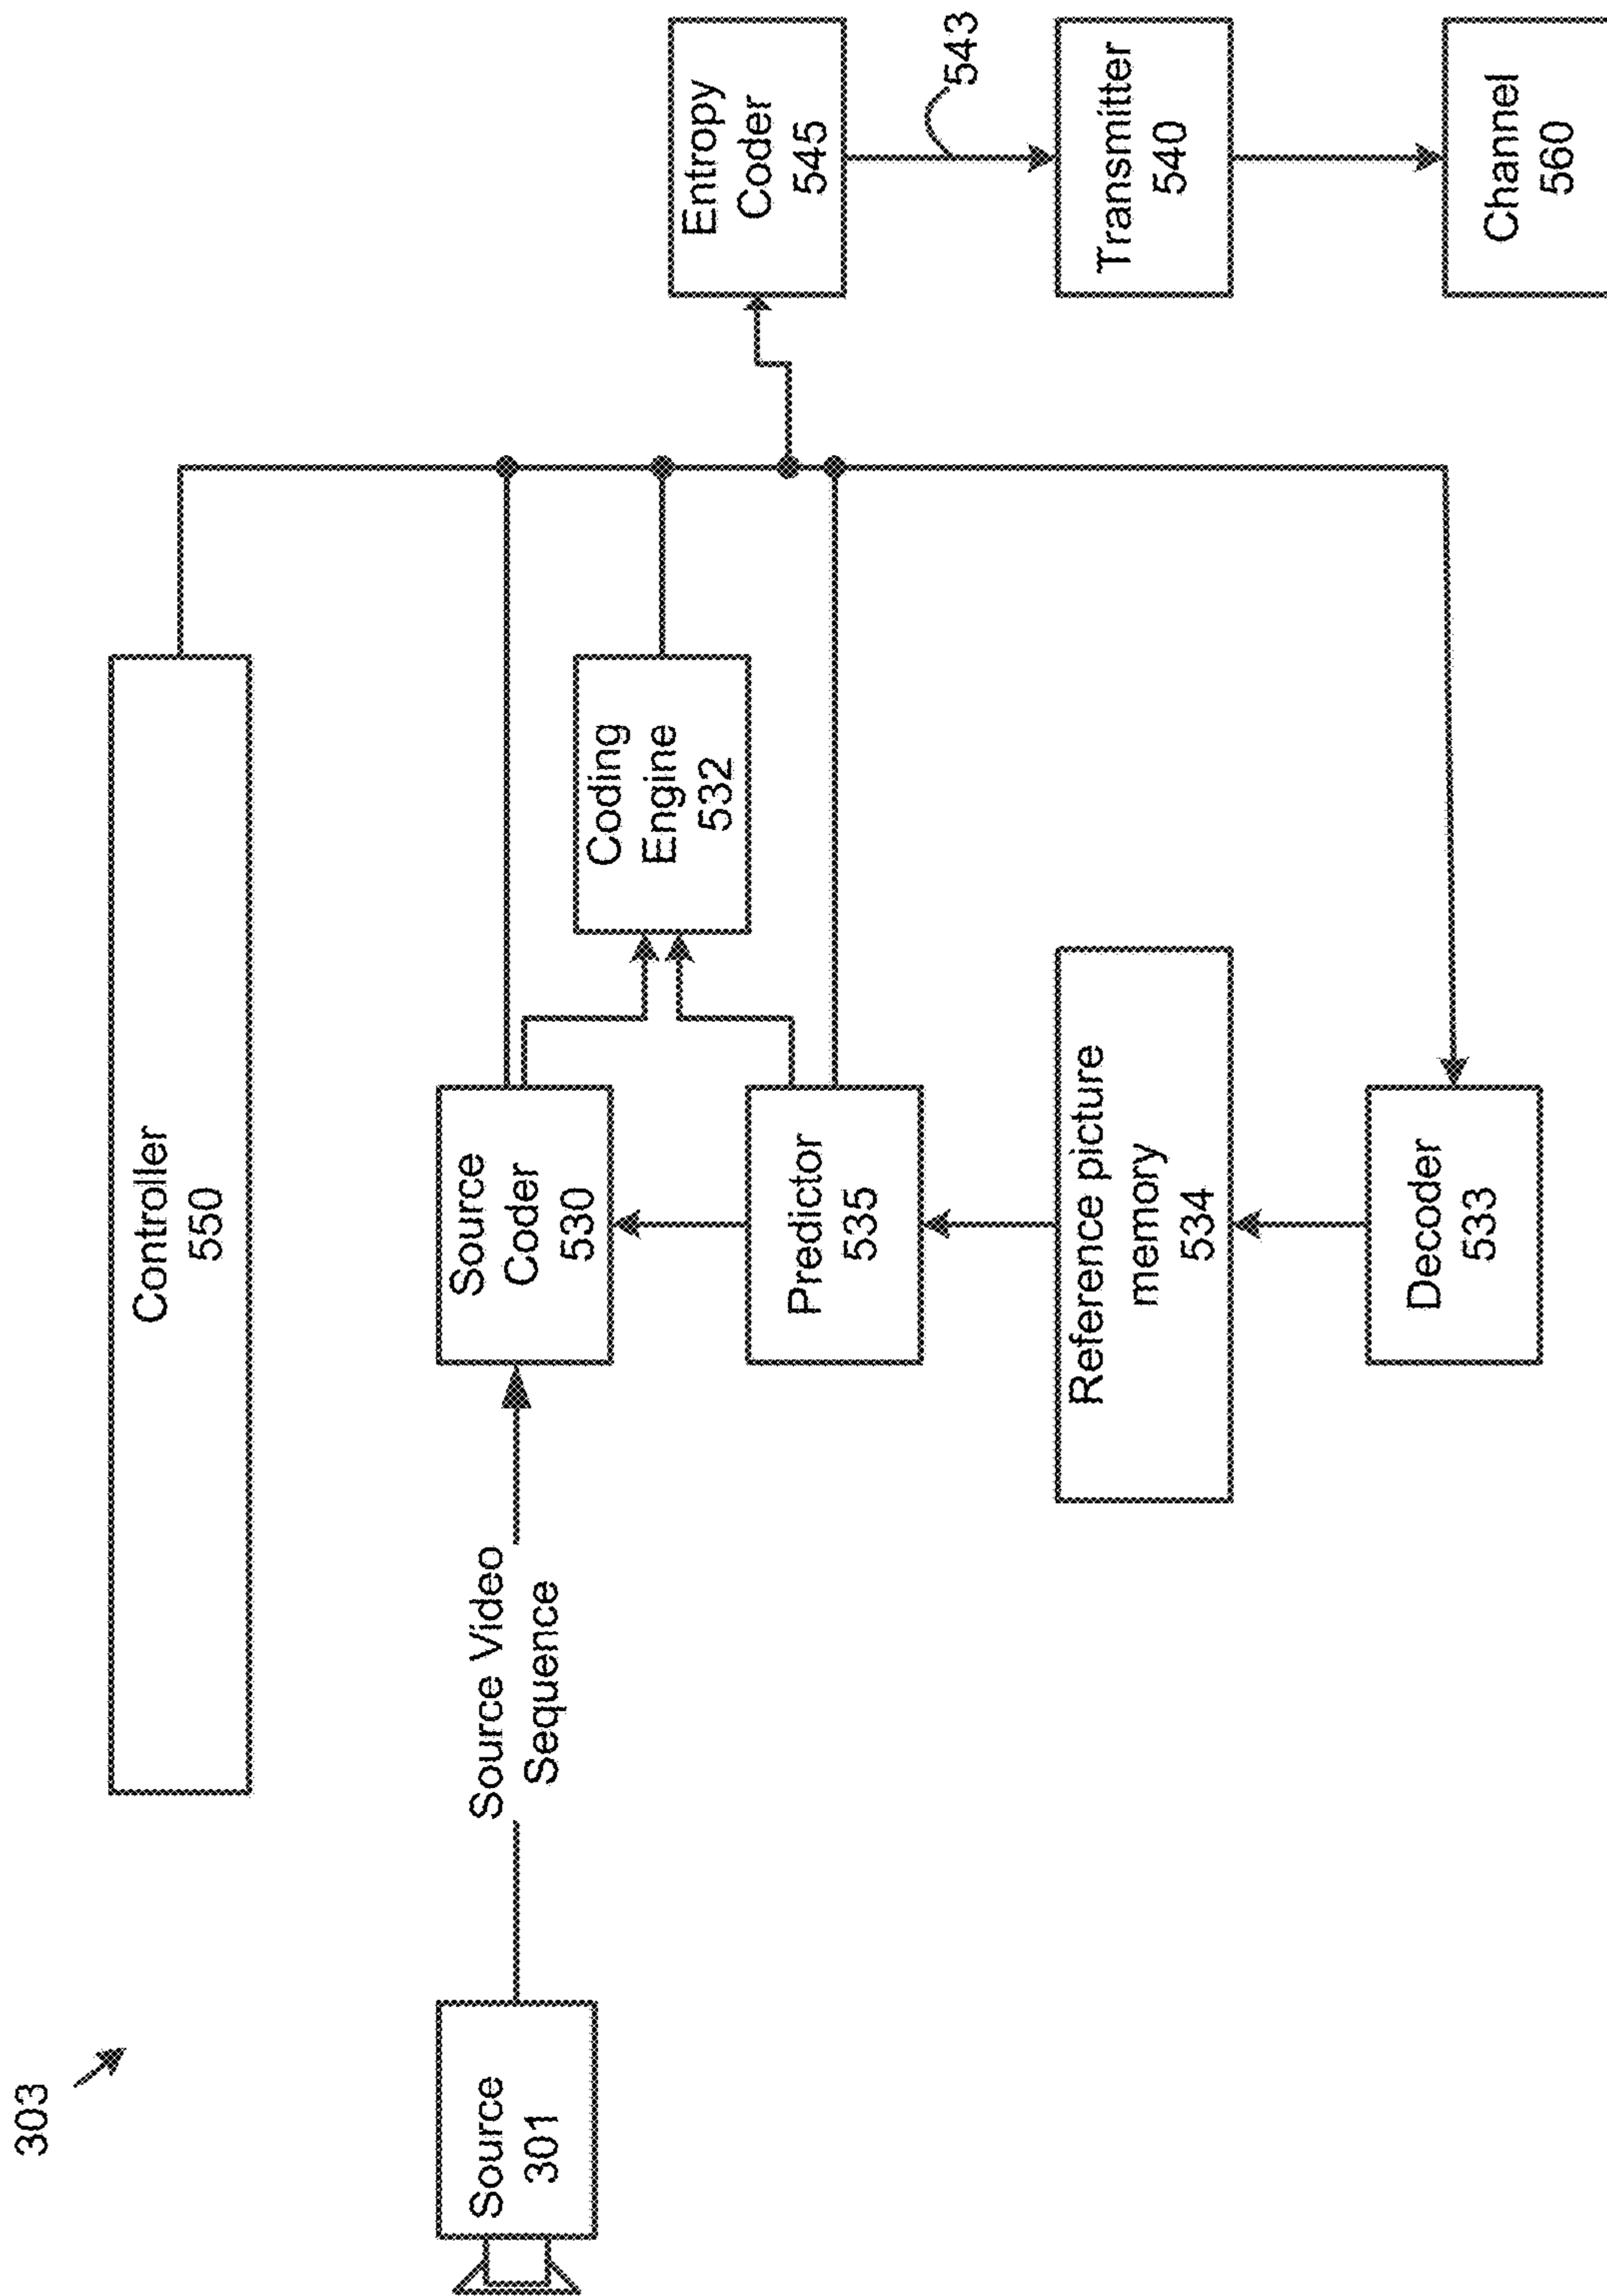 303
Controller
550
Source
301
Source Video
Sequence
Source
Coder
530
Coding
Engine
532
Entropy
Coder
545
543
Predictor
535
Transmitter
540
Reference picture
memory
534
Decoder
533
Channel
560